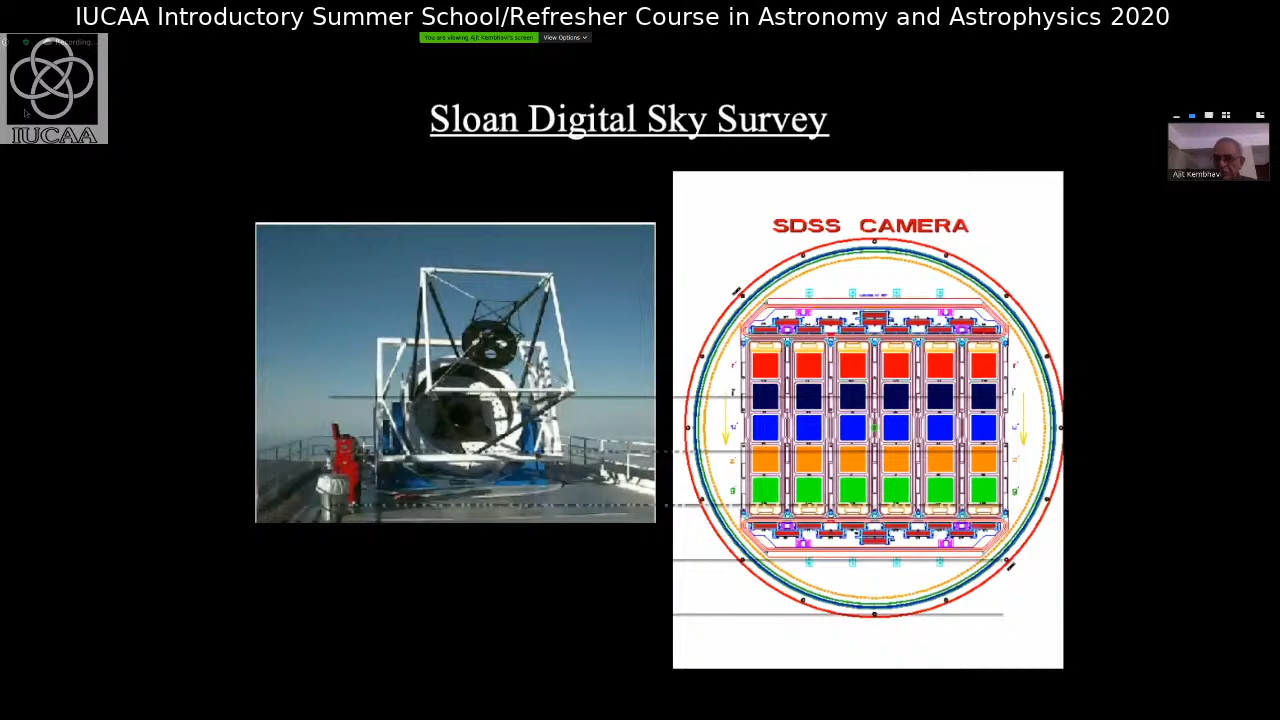 IUCAA Introductory Summer School/Refresher Course in Astronomy and Astrophysics 2020
Recording...
You are viewing Ajit Kembhavi's screen
View Options
IUCAA
Sloan Digital Sky Survey
Ajit Kembhavi
SDSS CAMERA